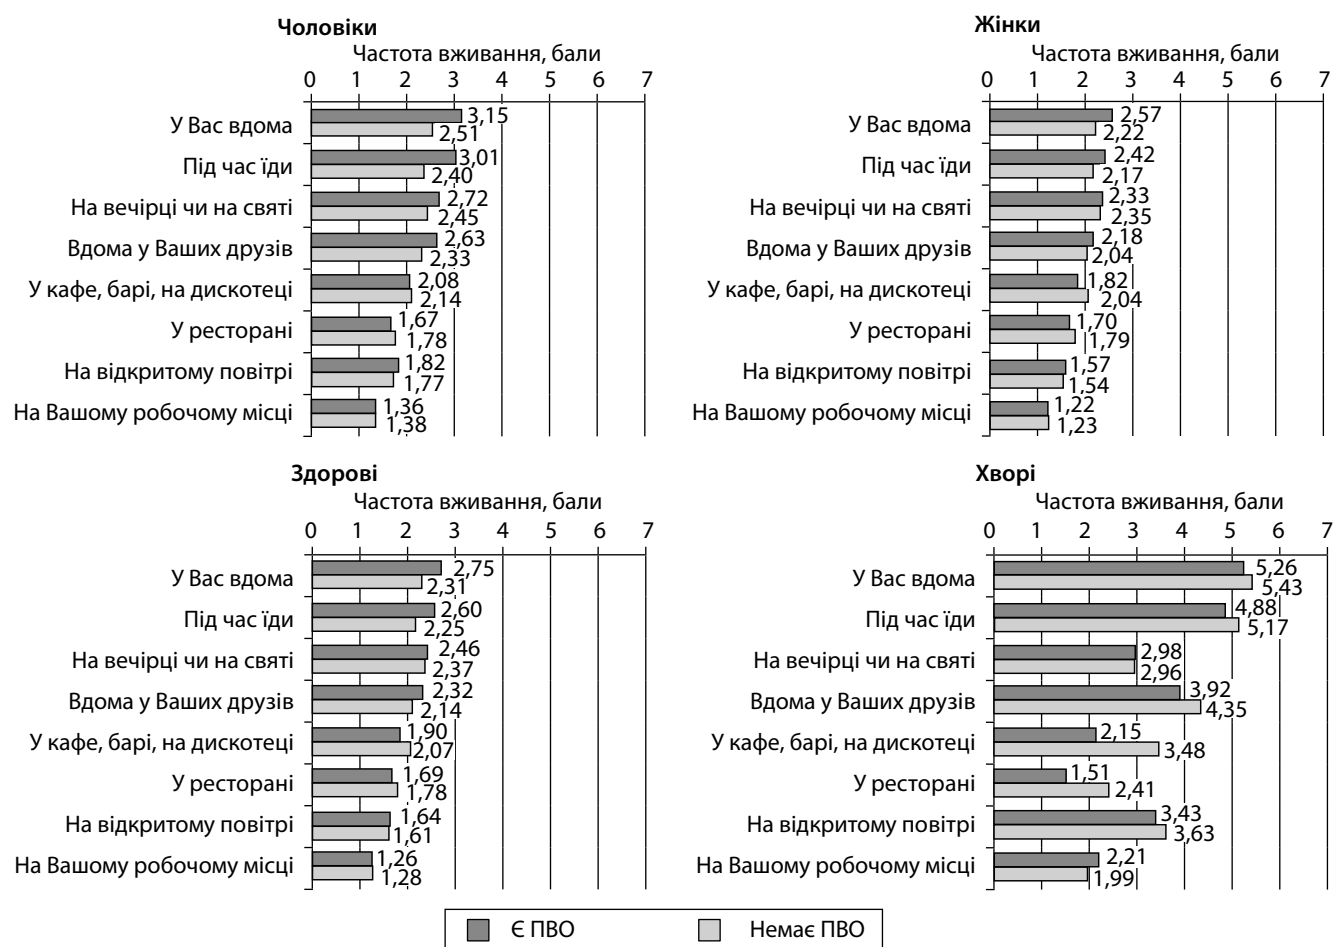 Чоловіки
Частота вживання, бали
0 1 2 3 4 5 6 7
У Вас вдома 3,15
2,51
Під час їди 3,01
2,40
На вечірці чи на святі 2,72
2,45
Вдома у Ваших друзів 2,63
2,33
У кафе, барі, на дискотеці 2,08
2,14
У ресторані 1,67
1,78
На відкритому повітрі 1,82
1,77
На Вашому робочому місці 1,36
1,38
Жінки
Частота вживання, бали
0 1 2 3 4 5 6 7
У Вас вдома 2,57
2,22
Під час їди 2,42
2,17
На вечірці чи на святі 2,33
2,35
Вдома у Ваших друзів 2,18
2,04
У кафе, барі, на дискотеці 1,82
2,04
У ресторані 1,70
1,79
На відкритому повітрі 1,57
1,54
На Вашому робочому місці 1,22
1,23
Здорові
Частота вживання, бали
0 1 2 3 4 5 6 7
У Вас вдома 2,75
2,31
Під час їди 2,60
2,25
На вечірці чи на святі 2,46
2,37
Вдома у Ваших друзів 2,32
2,14
У кафе, барі, на дискотеці 1,90
2,07
У ресторані 1,69
1,78
На відкритому повітрі 1,64
1,61
На Вашому робочому місці 1,26
1,28
Хворі
Частота вживання, бали
0 1 2 3 4 5 6 7
У Вас вдома 5,26
5,43
Під час їди 4,88
5,17
На вечірці чи на святі 2,98
2,96
Вдома у Ваших друзів 3,92
4,35
У кафе, барі, на дискотеці 2,15
3,48
У ресторані 1,51
2,41
На відкритому повітрі 3,43
3,63
На Вашому робочому місці 2,21
1,99
Є ПВО Немає ПВО